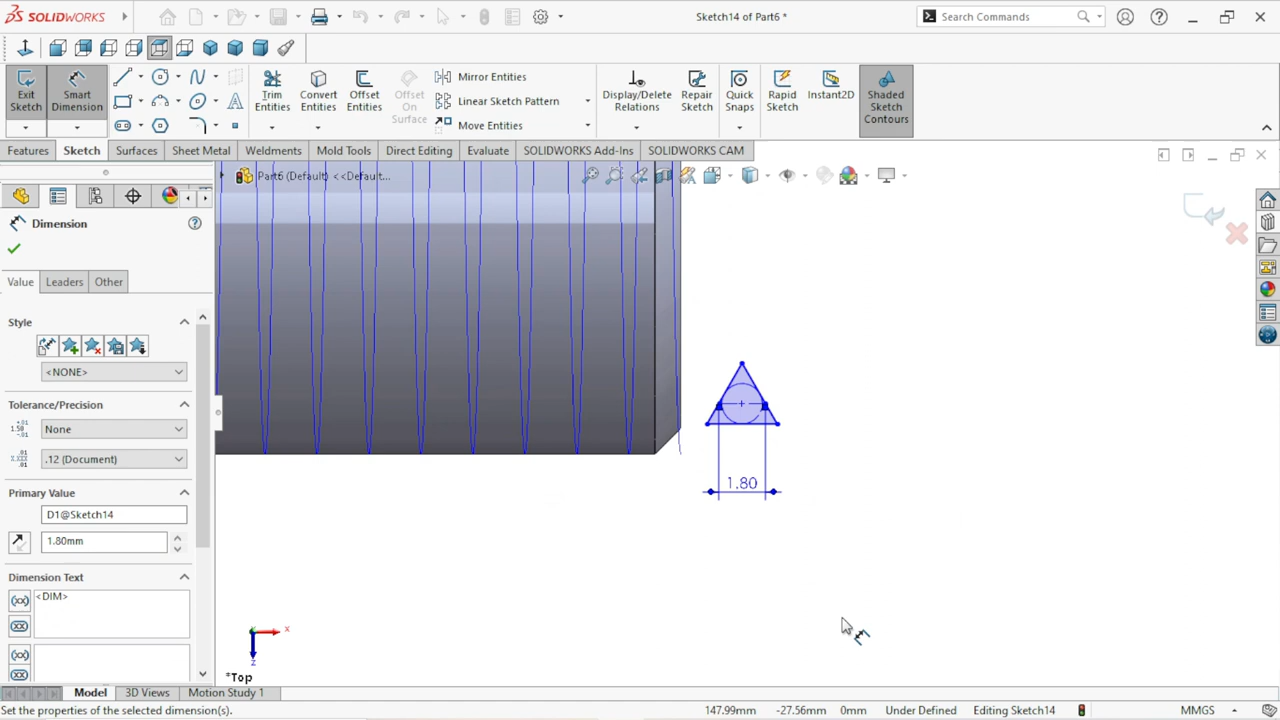 SOLIDWORKS
Sketch14 of Part6 *
Search Commands
Exit Sketch
Smart Dimension
Trim Entities
Convert Entities
Offset Entities
Offset On Surface
Mirror Entities
Linear Sketch Pattern
Move Entities
Display/Delete Relations
Repair Sketch
Quick Snaps
Rapid Sketch
Instant2D
Shaded Sketch Contours
Features
Sketch
Surfaces
Sheet Metal
Weldments
Mold Tools
Direct Editing
Evaluate
SOLIDWORKS Add-Ins
SOLIDWORKS CAM
Part6 (Default) <<Default...
Dimension
Value
Leaders
Other
Style
<NONE>
Tolerance/Precision
None
.12 (Document)
Primary Value
D1@Sketch14
1.80mm
Dimension Text
<DIM>
1.80
x
z
*Top
Model
3D Views
Motion Study 1
Set the properties of the selected dimension(s).
147.99mm
-27.56mm
0mm
Under Defined
Editing Sketch14
MMGS